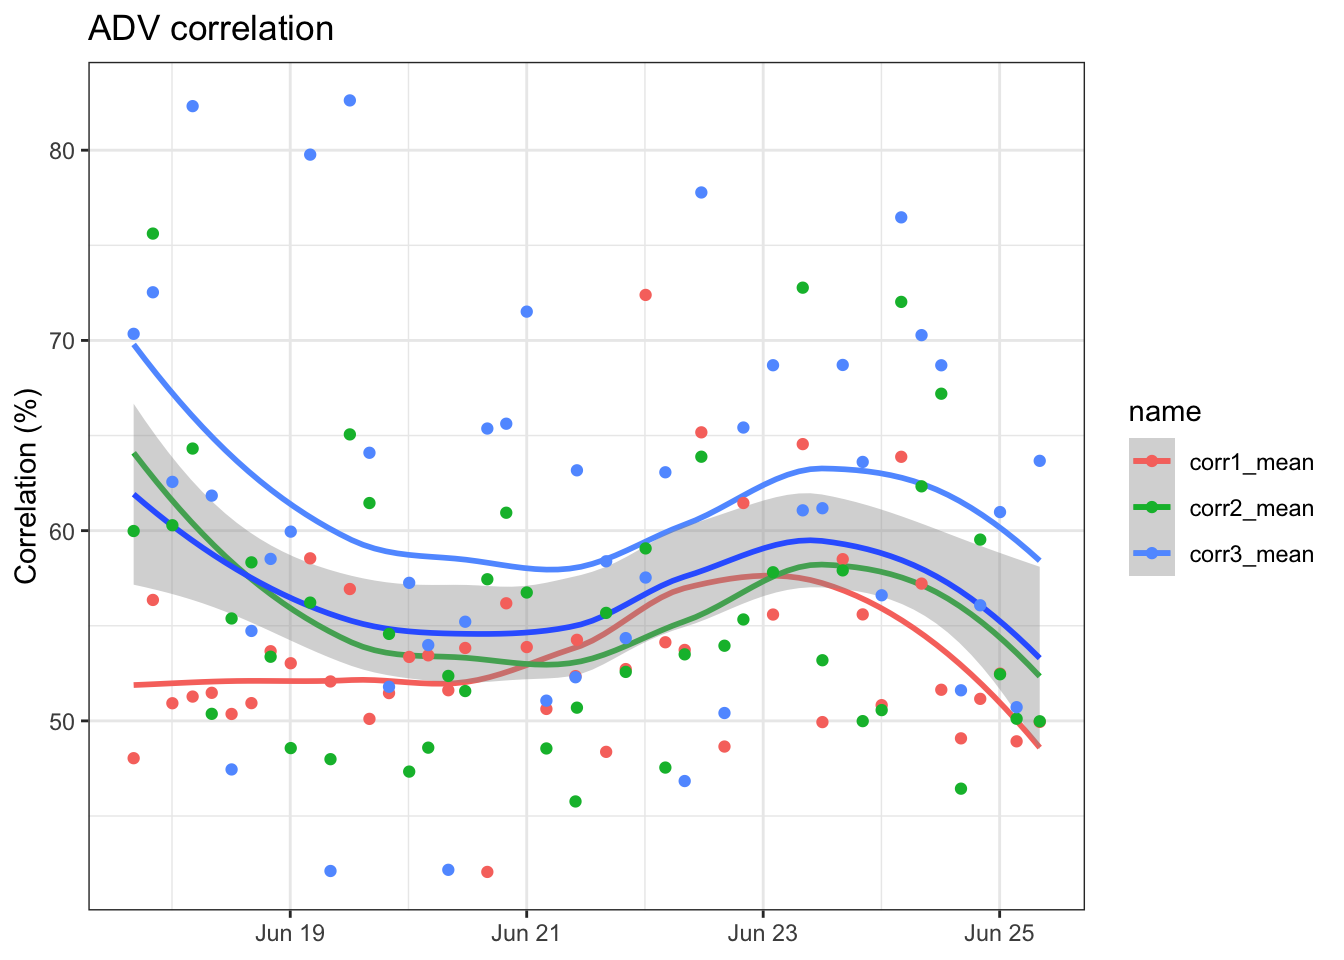 ADV correlation
Correlation (%)
80
70
60
50
Jun 19
Jun 21
Jun 23
Jun 25
name
corr1_mean
corr2_mean
corr3_mean